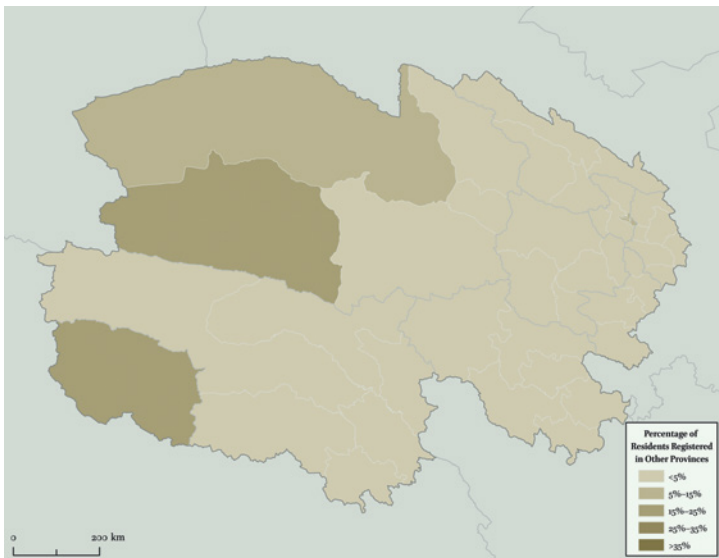 Percentage of
Residents Registered
in Other Provinces
<5%
5%–15%
15%–25%
25%–35%
>35%
0 200 km